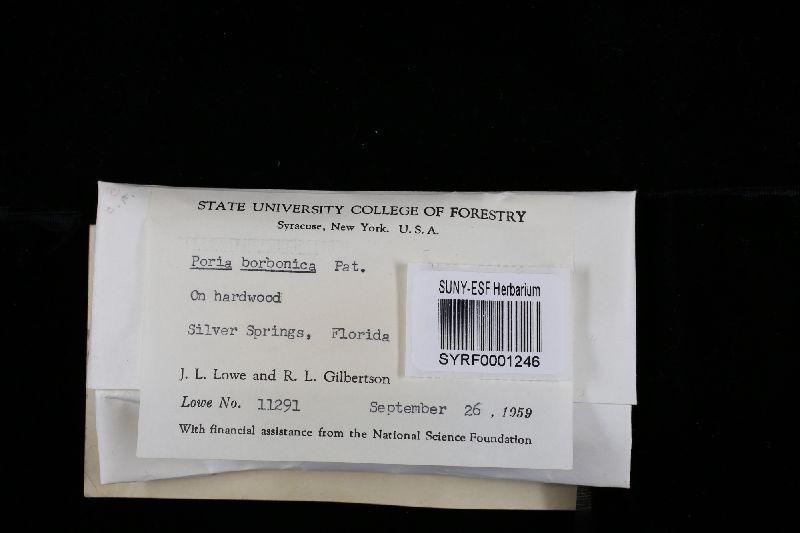 STATE UNIVERSITY COLLEGE OF FORESTRY
Syracuse, New York. U. S. A.
Poria borbonica Pat.
On hardwood
Silver Springs, Florida
J. L. Lowe and R. L. Gilbertson
Lowe No. 11291 September 26, 1959
With financial assistance from the National Science Foundation
SUNY-ESF Herbarium
SYRF0001246